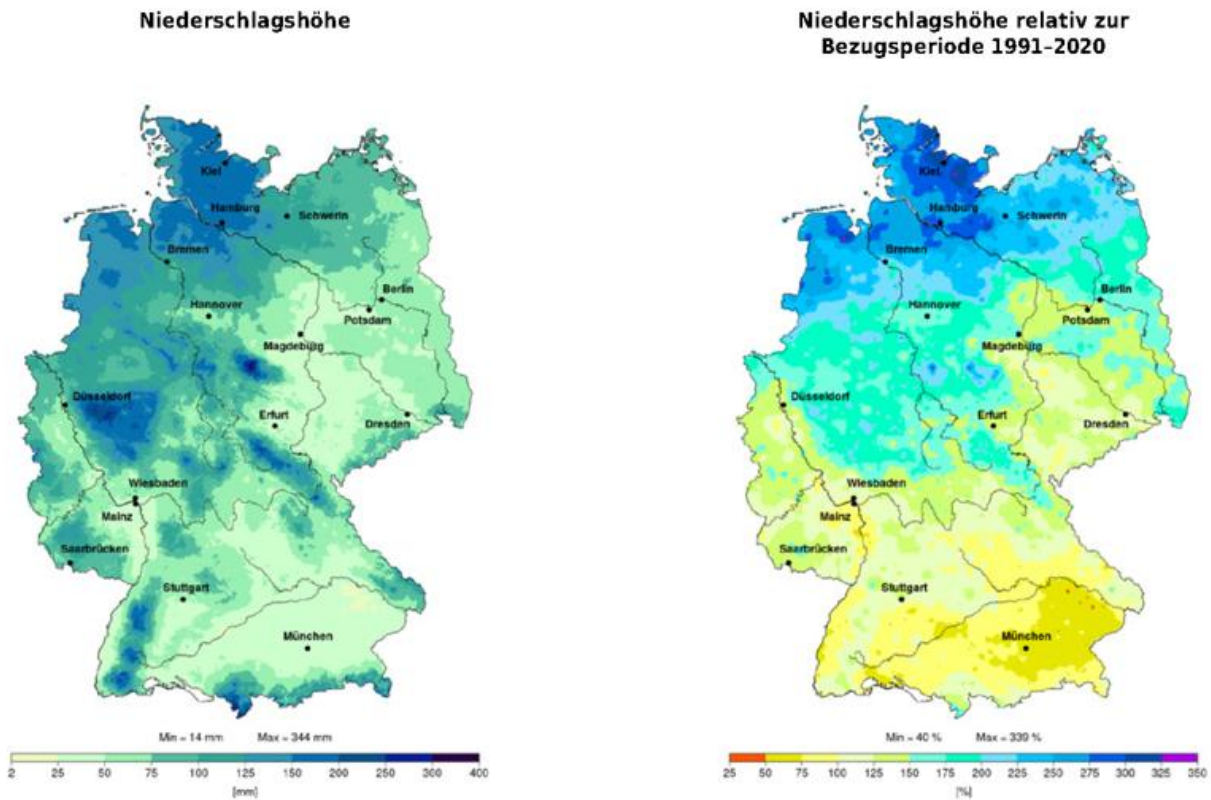 Niederschlagshöhe
Kiel
Hamburg
Schwerin
Bremen
Hannover
Berlin
Potsdam
Magdeburg
Düsseldorf
Erfurt
Dresden
Wiesbaden
Mainz
Saarbrücken
Stuttgart
München
Min = 14 mm Max = 344 mm
2 25 50 75 100 125 150 200 250 300 400
[mm]
Niederschlagshöhe relativ zur
Bezugsperiode 1991–2020
Kiel
Hamburg
Schwerin
Bremen
Hannover
Berlin
Potsdam
Magdeburg
Düsseldorf
Erfurt
Dresden
Wiesbaden
Mainz
Saarbrücken
Stuttgart
München
Min = 40 % Max = 339 %
25 50 75 100 125 150 175 200 225 250 275 300 325 350
[%]